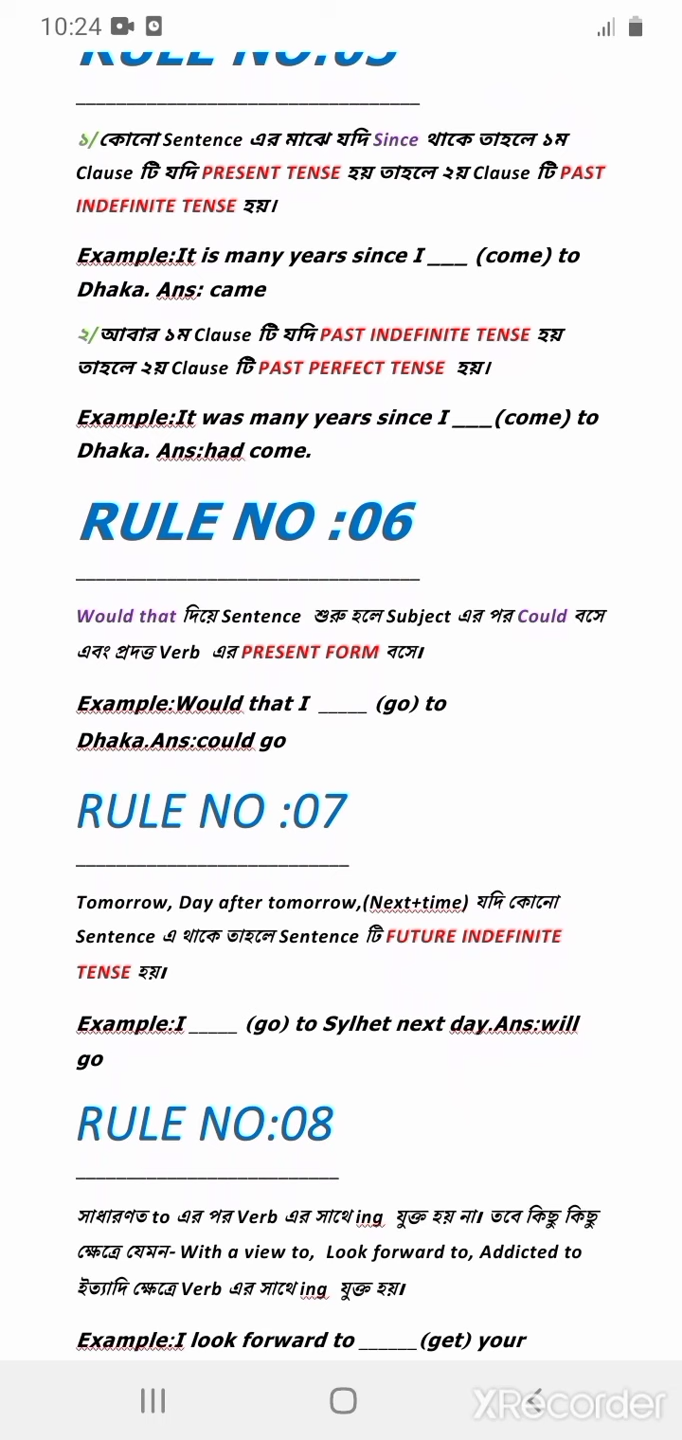 10:24
RULE NO:05
১/কোনো Sentence এর মাঝে যদি Since থাকে তাহলে ১ম
Clause টি যদি PRESENT TENSE হয় তাহলে ২য় Clause টি PAST
INDEFINITE TENSE হয়।
Example:It is many years since I ___ (come) to
Dhaka. Ans: came
২/আবার ১ম Clause টি যদি PAST INDEFINITE TENSE হয়
তাহলে ২য় Clause টি PAST PERFECT TENSE হয়।
Example:It was many years since I ___(come) to
Dhaka. Ans:had come.
RULE NO :06
Would that দিয়ে Sentence শুরু হলে Subject এর পর Could বসে
এবং প্রদত্ত Verb এর PRESENT FORM বসে।
Example:Would that I _____ (go) to
Dhaka.Ans:could go
RULE NO :07
Tomorrow, Day after tomorrow,(Next+time) যদি কোনো
Sentence এ থাকে তাহলে Sentence টি FUTURE INDEFINITE
TENSE হয়।
Example:I _____ (go) to Sylhet next day.Ans:will
go
RULE NO:08
সাধারণত to এর পর Verb এর সাথে ing যুক্ত হয় না। তবে কিছু কিছু
ক্ষেত্রে যেমন- With a view to, Look forward to, Addicted to
ইত্যাদি ক্ষেত্রে Verb এর সাথে ing যুক্ত হয়।
Example:I look forward to ______(get) your
XRecorder